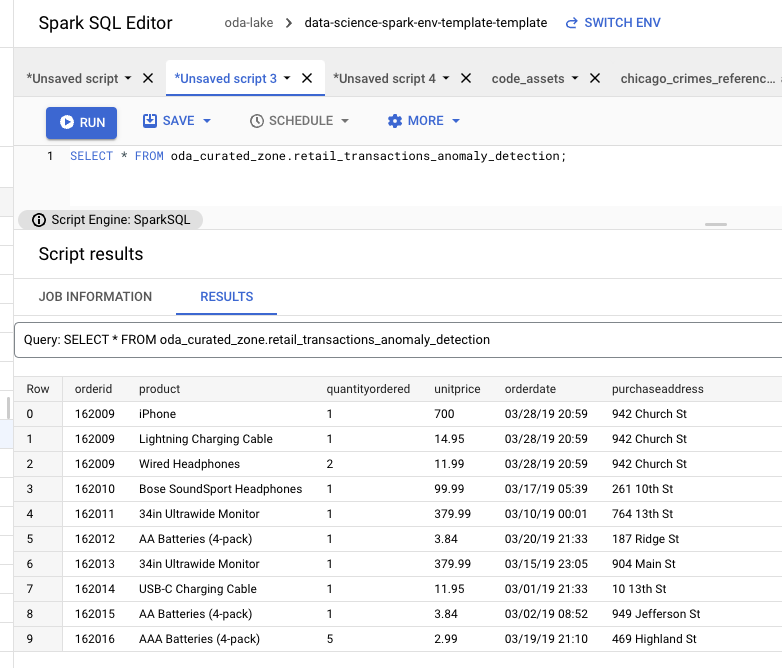 Spark SQL Editor oda-lake > data-science-spark-env-template-template SWITCH ENV
*Unsaved script *Unsaved script 3 *Unsaved script 4 code_assets chicago_crimes_referenc...
RUN SAVE SCHEDULE MORE
1 SELECT * FROM oda_curated_zone.retail_transactions_anomaly_detection;
Script Engine: SparkSQL
Script results
JOB INFORMATION RESULTS
Query: SELECT * FROM oda_curated_zone.retail_transactions_anomaly_detection
Row orderid product quantityordered unitprice orderdate purchaseaddress
0 162009 iPhone 1 700 03/28/19 20:59 942 Church St
1 162009 Lightning Charging Cable 1 14.95 03/28/19 20:59 942 Church St
2 162009 Wired Headphones 2 11.99 03/28/19 20:59 942 Church St
3 162010 Bose SoundSport Headphones 1 99.99 03/17/19 05:39 261 10th St
4 162011 34in Ultrawide Monitor 1 379.99 03/10/19 00:01 764 13th St
5 162012 AA Batteries (4-pack) 1 3.84 03/20/19 21:33 187 Ridge St
6 162013 34in Ultrawide Monitor 1 379.99 03/15/19 23:05 904 Main St
7 162014 USB-C Charging Cable 1 11.95 03/01/19 21:33 10 13th St
8 162015 AA Batteries (4-pack) 1 3.84 03/02/19 08:52 949 Jefferson St
9 162016 AAA Batteries (4-pack) 5 2.99 03/19/19 21:10 469 Highland St